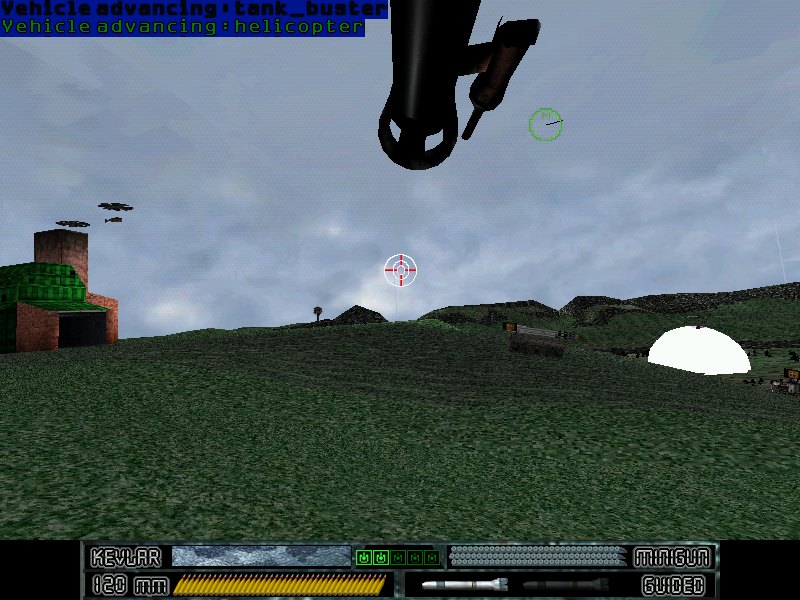 Vehicle advancing : tank_buster
Vehicle advancing : helicopter
KEVLAR MINIGUN
120 mm GUIDED